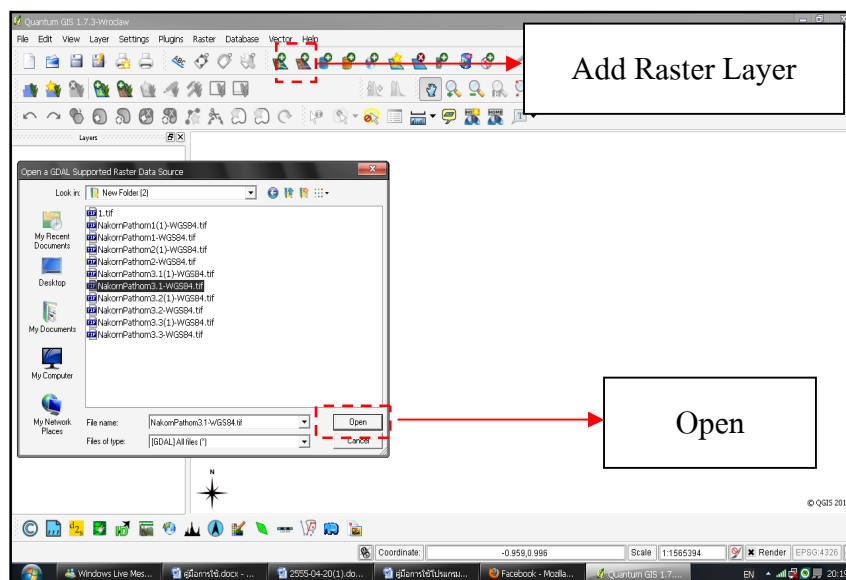 Quantum GIS 1.7.3-Wroclaw
File Edit View Layer Settings Plugins Raster Database Vector Help
Add Raster Layer
Layers
Open a GDAL Supported Raster Data Source
Look in: New Folder (2)
My Recent Documents
Desktop
My Documents
My Computer
My Network Places
1.tif
NakornPathom1(1)-WGS84.tif
NakornPathom1-WGS84.tif
NakornPathom2(1)-WGS84.tif
NakornPathom2-WGS84.tif
NakornPathom3.1(1)-WGS84.tif
NakornPathom3.1-WGS84.tif
NakornPathom3.2(1)-WGS84.tif
NakornPathom3.2-WGS84.tif
NakornPathom3.3(1)-WGS84.tif
NakornPathom3.3-WGS84.tif
File name: NakornPathom3.1-WGS84.tif Open
Files of type: [GDAL] All files (*) Cancel
Open
N
© QGIS 201
Coordinate: -0.959,0.996 Scale 1:1565394 Render EPSG:4326
Windows Live Mes... คู่มือการใช้.docx - ... 2555-04-20(1).do... คู่มือการใช้โปรแกรม... Facebook - Mozilla... Quantum GIS 1.7.... EN 20:19